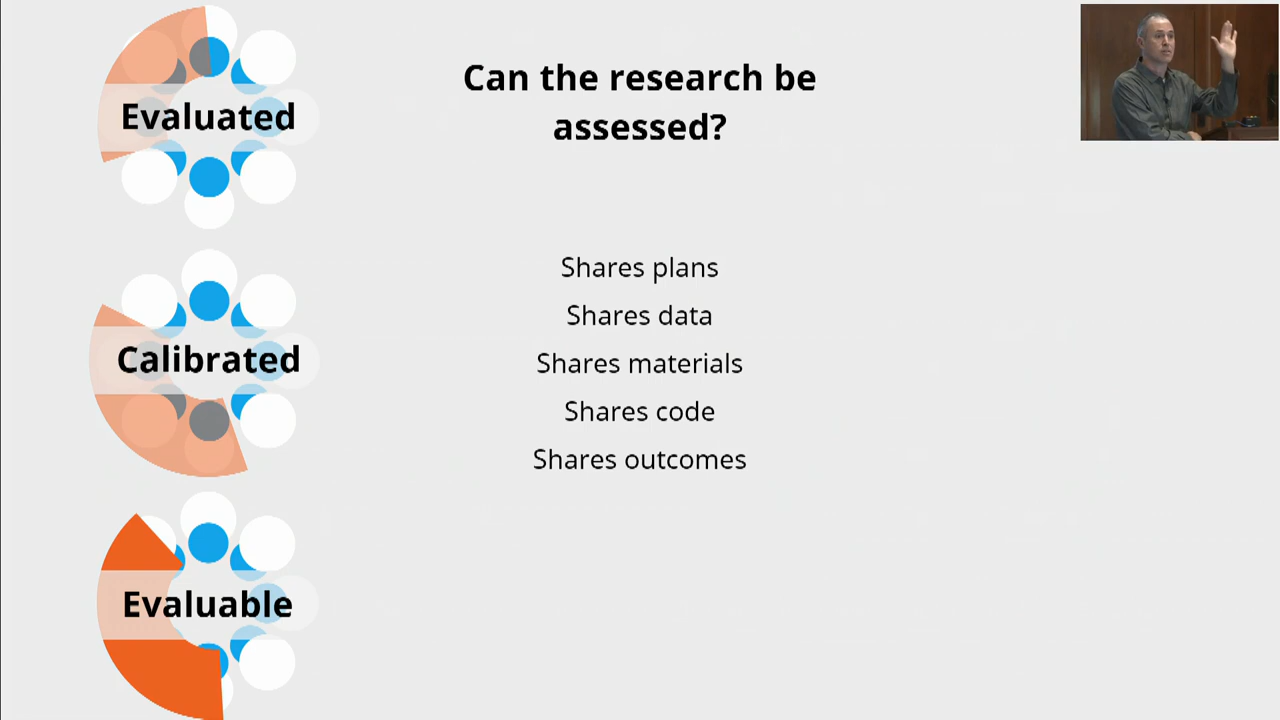 Can the research be
assessed?
Evaluated
Calibrated
Evaluable
Shares plans
Shares data
Shares materials
Shares code
Shares outcomes